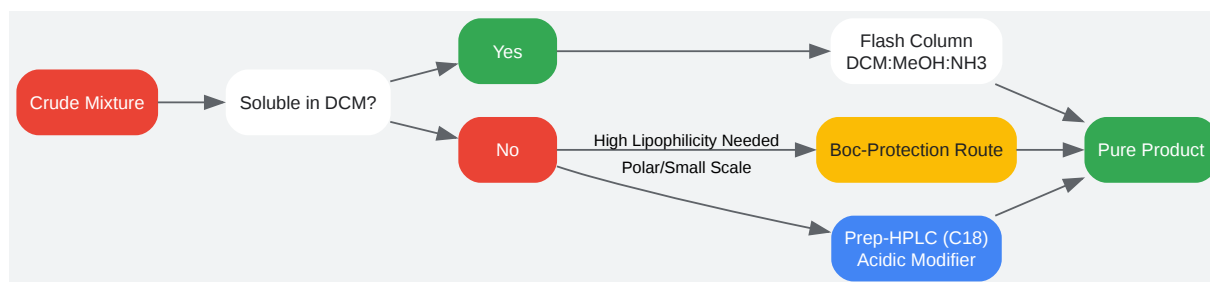 Crude Mixture
Soluble in DCM?
Yes
No
High Lipophilicity Needed
Polar/Small Scale
Flash Column
DCM:MeOH:NH3
Boc-Protection Route
Prep-HPLC (C18)
Acidic Modifier
Pure Product